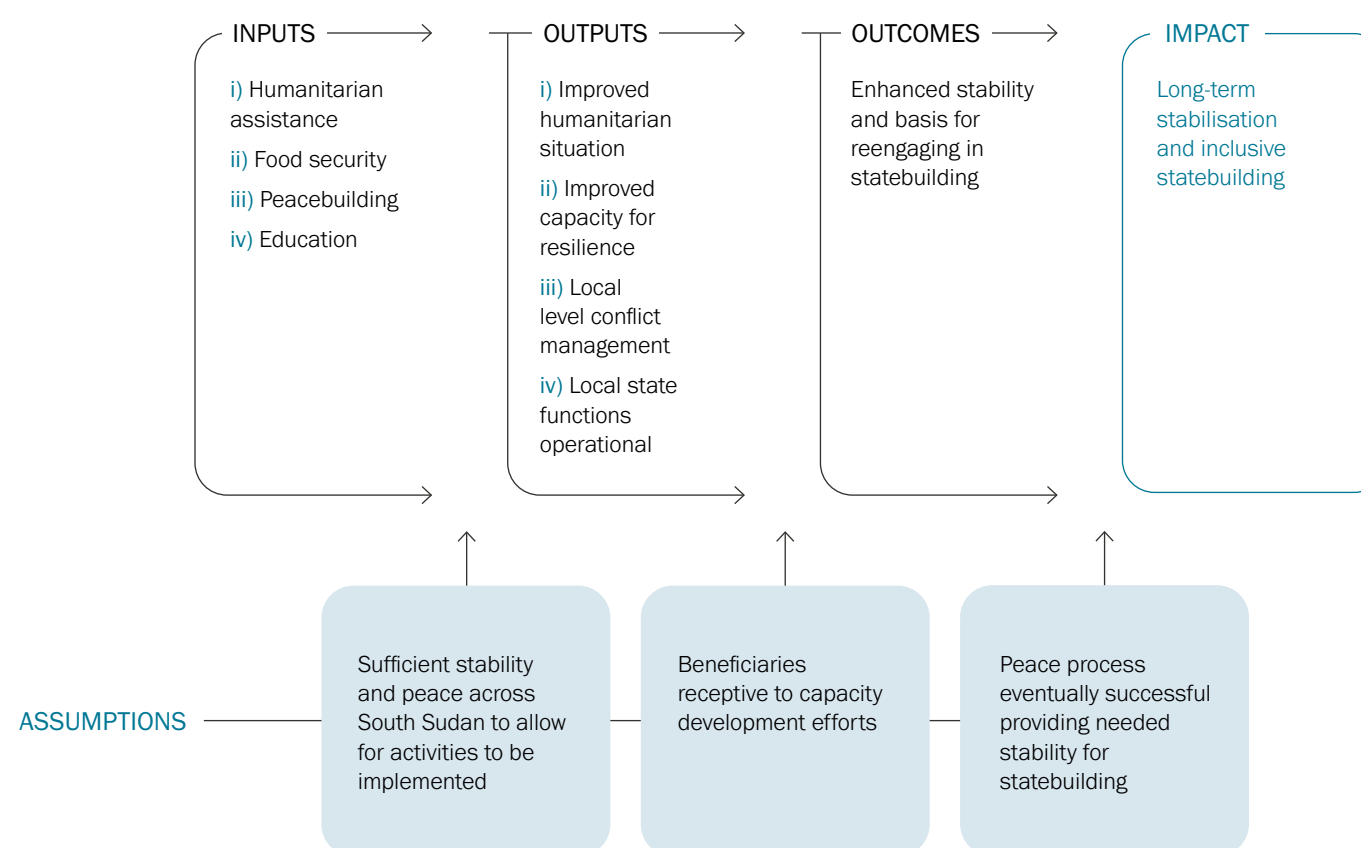 INPUTS
i) Humanitarian
assistance
ii) Food security
iii) Peacebuilding
iv) Education
OUTPUTS
i) Improved
humanitarian
situation
ii) Improved
capacity for
resilience
iii) Local
level conflict
management
iv) Local state
functions
operational
OUTCOMES
Enhanced stability
and basis for
reengaging in
statebuilding
IMPACT
Long-term
stabilisation
and inclusive
statebuilding
ASSUMPTIONS
Sufficient stability
and peace across
South Sudan to allow
for activities to be
implemented
Beneficiaries
receptive to capacity
development efforts
Peace process
eventually successful
providing needed
stability for
statebuilding